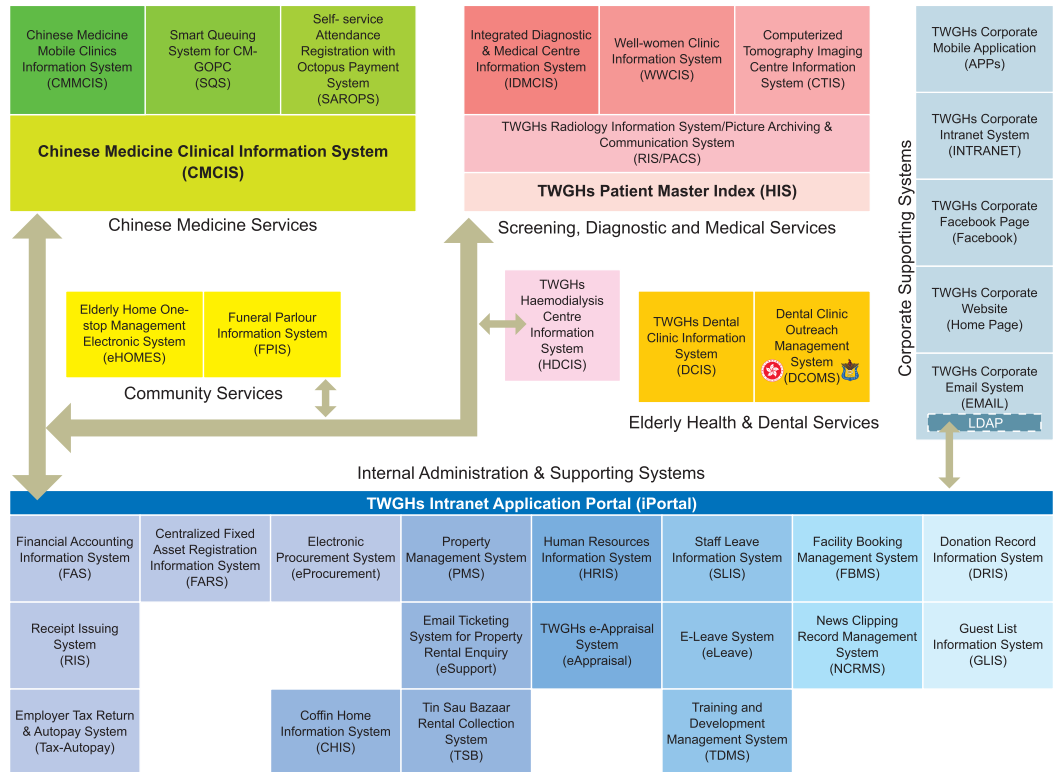 Chinese Medicine
Mobile Clinics
Information System
(CMMCIS)
Smart Queuing
System for CM-
GOPC
(SQS)
Self- service
Attendance
Registration with
Octopus Payment
System
(SAROPS)
Chinese Medicine Clinical Information System
(CMCIS)
Chinese Medicine Services
Integrated Diagnostic
& Medical Centre
Information System
(IDMCIS)
Well-women Clinic
Information System
(WWCIS)
Computerized
Tomography Imaging
Centre Information
System (CTIS)
TWGHs Radiology Information System/Picture Archiving &
Communication System
(RIS/PACS)
TWGHs Patient Master Index (HIS)
Screening, Diagnostic and Medical Services
Corporate Supporting Systems
TWGHs Corporate
Mobile Application
(APPs)
TWGHs Corporate
Intranet System
(INTRANET)
TWGHs Corporate
Facebook Page
(Facebook)
TWGHs Corporate
Website
(Home Page)
TWGHs Corporate
Email System
(EMAIL)
LDAP
Elderly Home One-
stop Management
Electronic System
(eHOMES)
Funeral Parlour
Information System
(FPIS)
Community Services
TWGHs
Haemodialysis
Centre
Information
System
(HDCIS)
TWGHs Dental
Clinic Information
System
(DCIS)
Dental Clinic
Outreach
Management
System
(DCOMS)
Elderly Health & Dental Services
Internal Administration & Supporting Systems
TWGHs Intranet Application Portal (iPortal)
Financial Accounting
Information System
(FAS)
Centralized Fixed
Asset Registration
Information System
(FARS)
Electronic
Procurement System
(eProcurement)
Property
Management System
(PMS)
Human Resources
Information System
(HRIS)
Staff Leave
Information System
(SLIS)
Facility Booking
Management System
(FBMS)
Donation Record
Information System
(DRIS)
Receipt Issuing
System
(RIS)
Email Ticketing
System for Property
Rental Enquiry
(eSupport)
TWGHs e-Appraisal
System
(eAppraisal)
E-Leave System
(eLeave)
News Clipping
Record Management
System
(NCRMS)
Guest List
Information System
(GLIS)
Employer Tax Return
& Autopay System
(Tax-Autopay)
Coffin Home
Information System
(CHIS)
Tin Sau Bazaar
Rental Collection
System
(TSB)
Training and
Development
Management System
(TDMS)